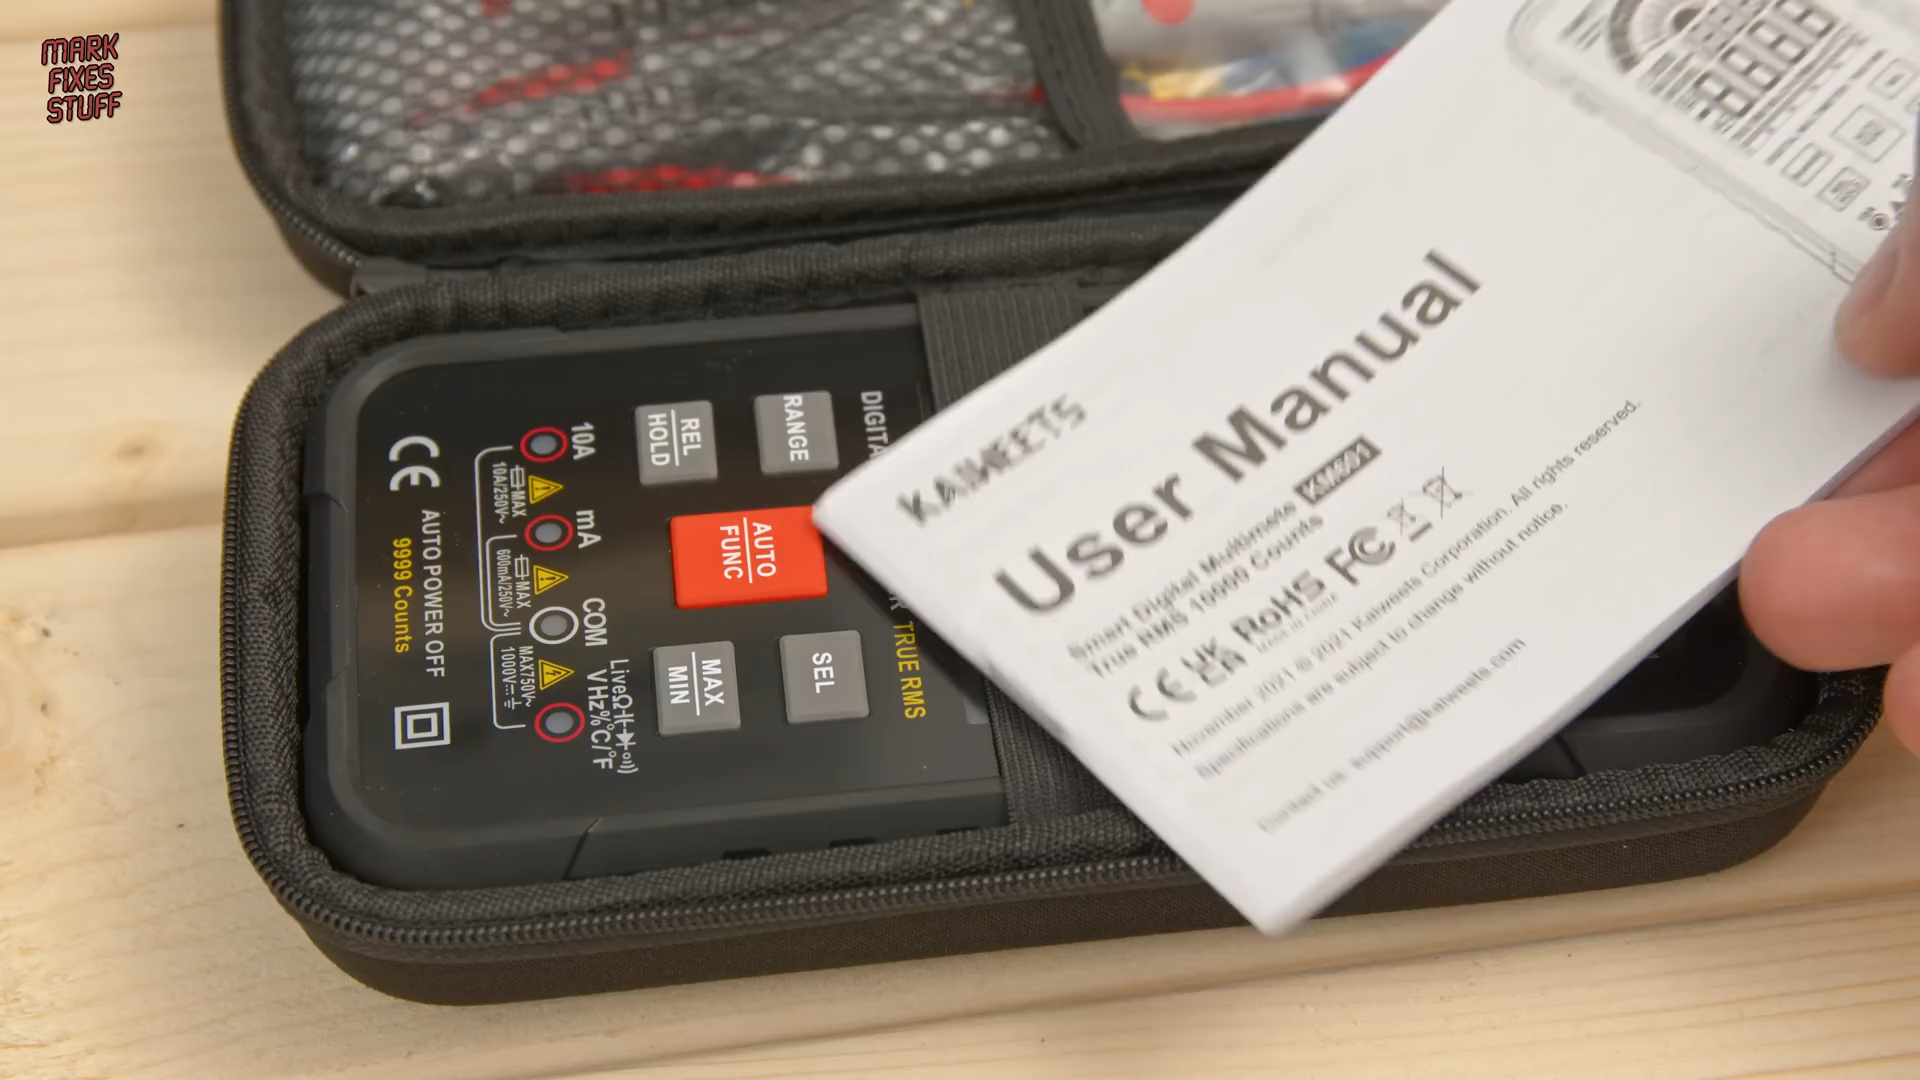 MARK
FIXES
STUFF
KAIWEETS
User Manual
Smart Digital Multimete
KM601
True RMS 10000 Counts
CE UK CA RoHS FC
November 2021 © 2021 Kaiweets Corporation. All rights reserved.
Specifications are subject to change without notice.
Contact us: support@kaiweets.com
DIGITA
TRUE RMS
RANGE
REL
HOLD
AUTO
FUNC
SEL
MAX
MIN
10A
mA
COM
LiveΩ
VHz%°C/°F
MAX
10A/250V~
MAX
600mA/250V~
MAX750V~
1000V
CE
AUTO POWER OFF
9999 Counts